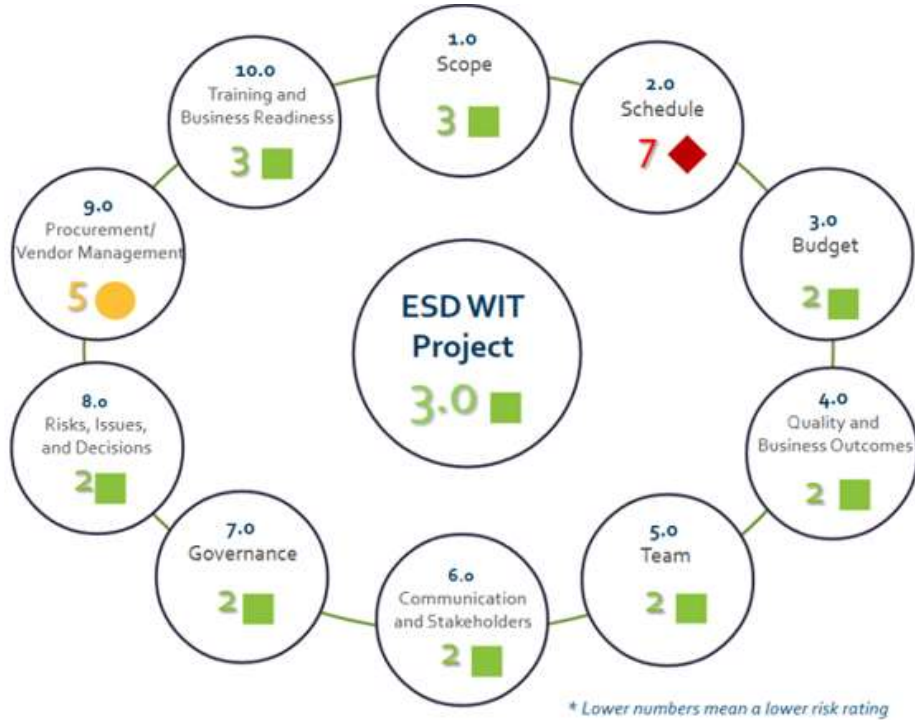 1.0
Scope
3
2.0
Schedule
7
3.0
Budget
2
4.0
Quality and
Business Outcomes
2
5.0
Team
2
6.0
Communication
and Stakeholders
2
7.0
Governance
2
8.0
Risks, Issues,
and Decisions
2
9.0
Procurement/
Vendor Management
5
10.0
Training and
Business Readiness
3
ESD WIT
Project
3.0
* Lower numbers mean a lower risk rating